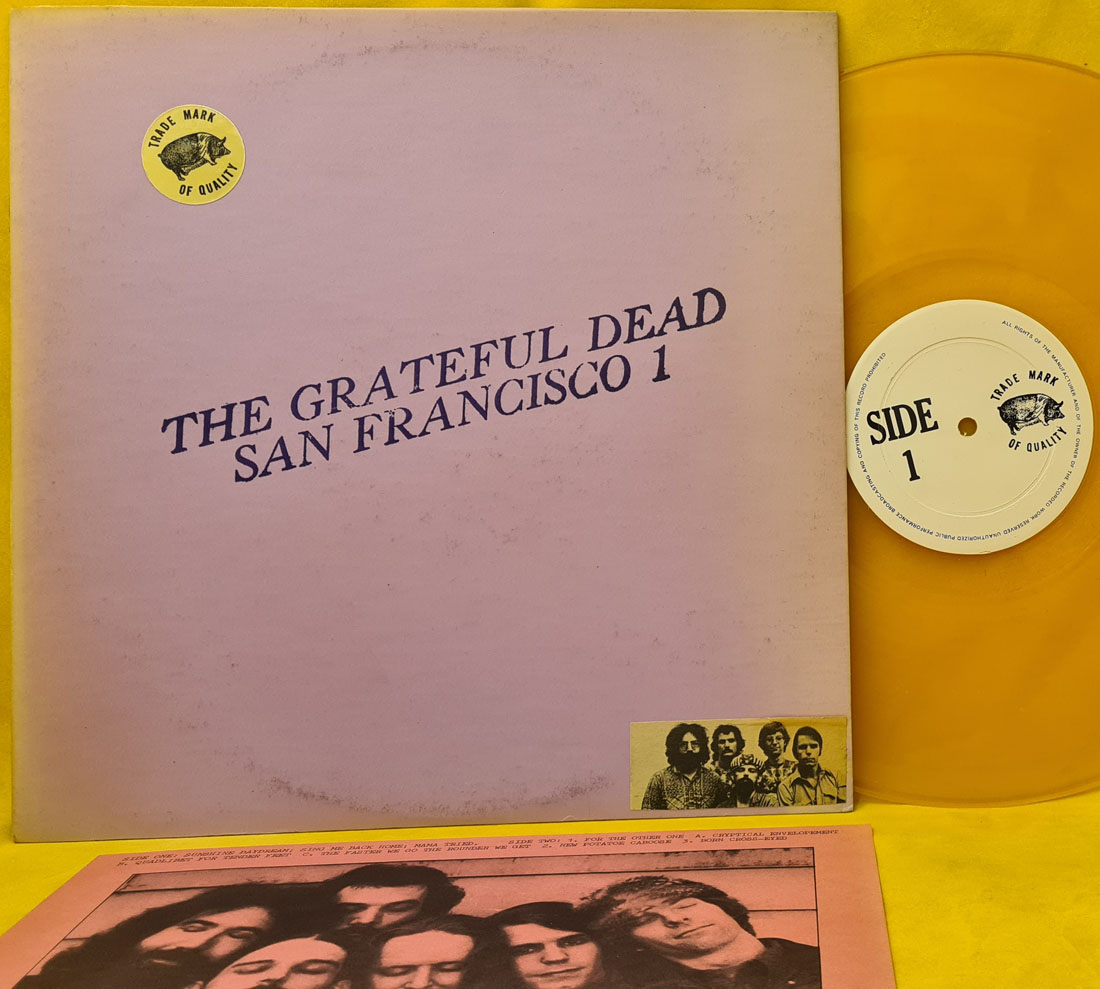 TRADE MARK
OF QUALITY
THE GRATEFUL DEAD
SAN FRANCISCO 1
SIDE
1
TRADE MARK
OF QUALITY
ALL RIGHTS OF THE MANUFACTURER AND OF THE OWNER OF THE RECORDED WORK RESERVED UNAUTHORIZED PUBLIC PERFORMANCE BROADCASTING AND COPYING OF THIS RECORD PROHIBITED
SIDE ONE: SUNSHINE DAYDREAM; SING ME BACK HOME; MAMA TRIED. SIDE TWO: 1. FOR THE OTHER ONE A. CRYPTICAL ENVELOPEMENT
B. QUADLIBET FOR TENDER FEET C. THE FASTER WE GO THE ROUNDER WE GET 2. NEW POTATOR CABOOSE 3. BORN CROSS-EYED